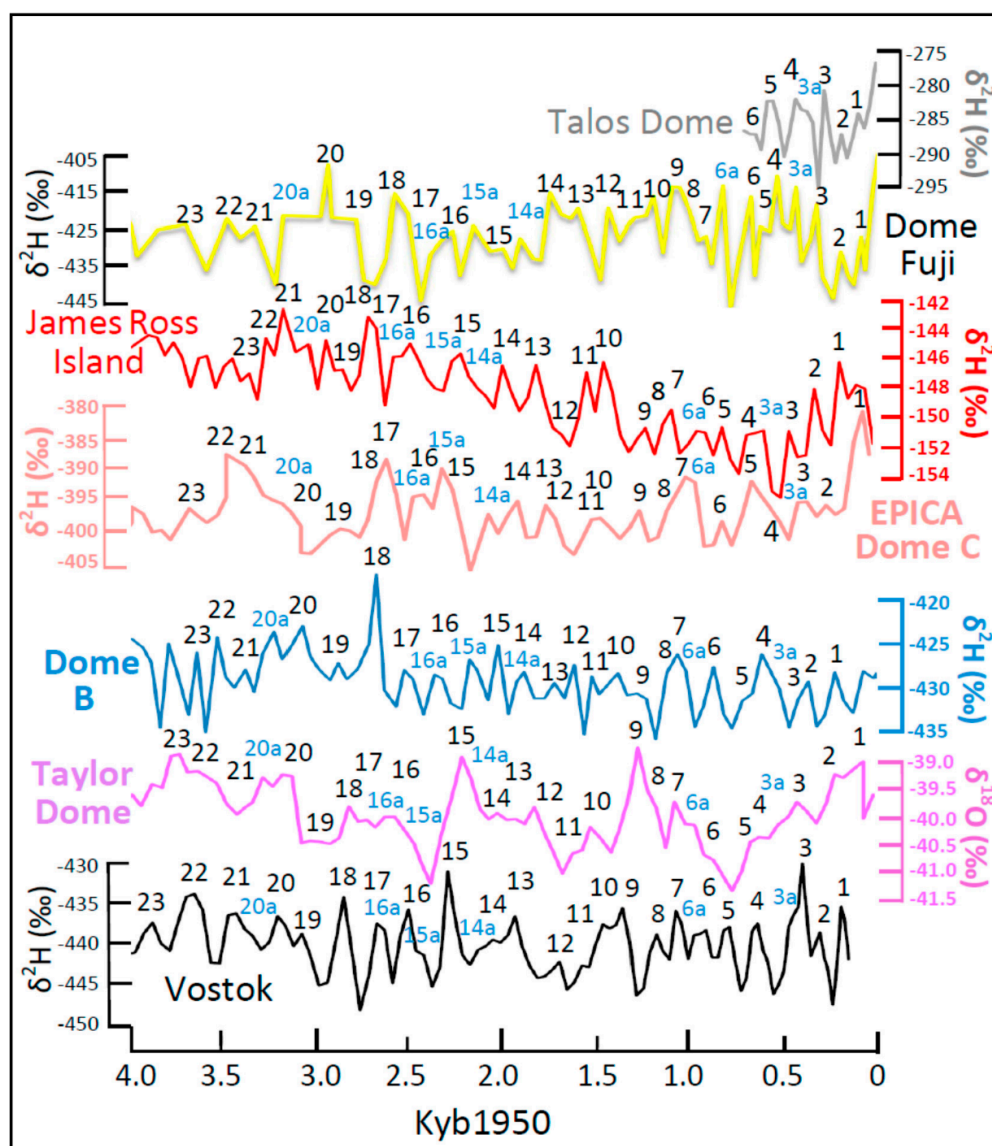 -275
-280
-285
-290
-295
δ²H (‰)
Talos Dome
6 5 4 3a 3 2 1
-405
-415
-425
-435
-445
δ²H (‰)
23 22 21 20a 20 19 18 17 16a 16 15a 15 14a 14 13 12 11 10 9 8 7 6a 6 5 4 3a 3 2 1
Dome
Fuji
James Ross
Island
23 22 21 20a 20 19 18 17 16a 16 15a 15 14a 14 13 12 11 10 9 8 7 6a 6 5 4 3a 3 2 1
-142
-144
-146
-148
-150
-152
-154
δ²H (‰)
-380
-385
-390
-395
-400
-405
δ²H (‰)
23 22 21 20a 20 19 18 17 16a 16 15a 15 14a 14 13 12 11 10 9 8 7 6a 6 5 4 3a 3 2 1
EPICA
Dome C
Dome
B
23 22 21 20a 20 19 18 17 16a 16 15a 15 14a 14 13 12 11 10 9 8 7 6a 6 5 4 3a 3 2 1
-420
-425
-430
-435
δ²H (‰)
Taylor
Dome
23 22 21 20a 20 19 18 17 16a 16 15a 15 14a 14 13 12 11 10 9 8 7 6a 6 5 4 3a 3 2 1
-39.0
-39.5
-40.0
-40.5
-41.0
-41.5
δ¹⁸O (‰)
-430
-435
-440
-445
-450
δ²H (‰)
23 22 21 20a 20 19 18 17 16a 16 15a 15 14a 14 13 12 11 10 9 8 7 6a 6 5 4 3a 3 2 1
Vostok
4.0 3.5 3.0 2.5 2.0 1.5 1.0 0.5 0
Kyb1950